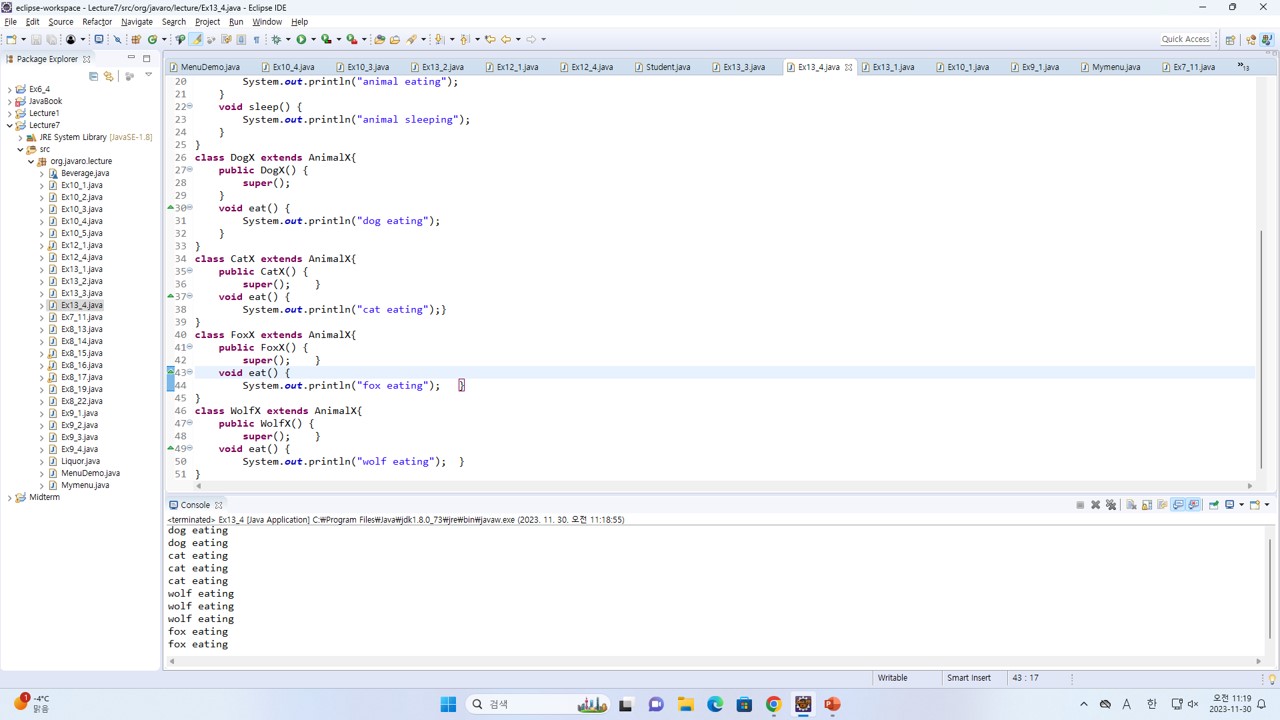 eclipse-workspace - Lecture7/src/org/javaro/lecture/Ex13_4.java - Eclipse IDE
File Edit Source Refactor Navigate Search Project Run Window Help
Quick Access
Package Explorer
Ex6_4
JavaBook
Lecture1
Lecture7
JRE System Library [JavaSE-1.8]
src
org.javaro.lecture
Beverage.java
Ex10_1.java
Ex10_2.java
Ex10_3.java
Ex10_4.java
Ex10_5.java
Ex12_1.java
Ex12_4.java
Ex13_1.java
Ex13_2.java
Ex13_3.java
Ex13_4.java
Ex7_11.java
Ex8_13.java
Ex8_14.java
Ex8_15.java
Ex8_16.java
Ex8_17.java
Ex8_19.java
Ex8_22.java
Ex9_1.java
Ex9_2.java
Ex9_3.java
Ex9_4.java
Liquor.java
MenuDemo.java
Mymenu.java
Midterm
MenuDemo.java Ex10_4.java Ex10_3.java Ex13_2.java Ex12_1.java Ex12_4.java Student.java Ex13_3.java Ex13_4.java Ex13_1.java Ex10_1.java Ex9_1.java Mymenu.java Ex7_11.java »13
20 System.out.println("animal eating");
21 }
22 void sleep() {
23 System.out.println("animal sleeping");
24 }
25 }
26 class DogX extends AnimalX{
27 public DogX() {
28 super();
29 }
30 void eat() {
31 System.out.println("dog eating");
32 }
33 }
34 class CatX extends AnimalX{
35 public CatX() {
36 super(); }
37 void eat() {
38 System.out.println("cat eating");}
39 }
40 class FoxX extends AnimalX{
41 public FoxX() {
42 super(); }
43 void eat() {
44 System.out.println("fox eating"); }
45 }
46 class WolfX extends AnimalX{
47 public WolfX() {
48 super(); }
49 void eat() {
50 System.out.println("wolf eating"); }
51 }
Console
<terminated> Ex13_4 [Java Application] C:₩Program Files₩Java₩jdk1.8.0_73₩jre₩bin₩javaw.exe (2023. 11. 30. 오전 11:18:55)
dog eating
dog eating
cat eating
cat eating
cat eating
wolf eating
wolf eating
wolf eating
fox eating
fox eating
Writable Smart Insert 43 : 17
1
-4°C
맑음
검색
A 한
오전 11:19
2023-11-30